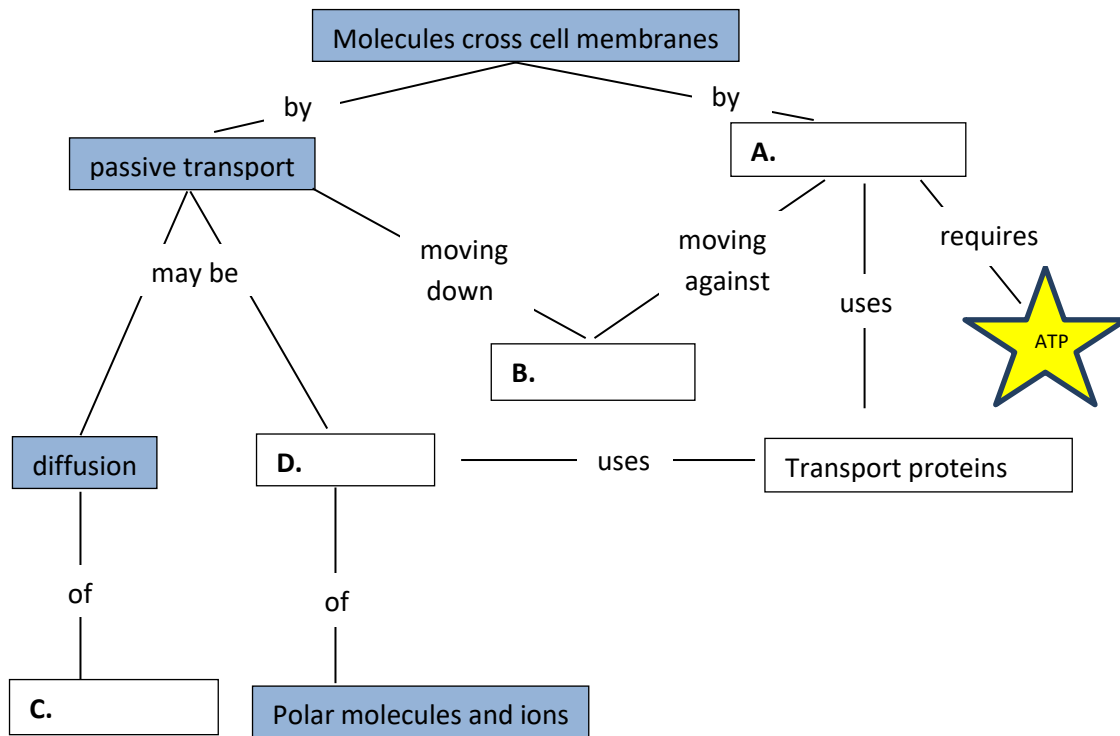 Molecules cross cell membranes
by
by
passive transport
A.
may be
moving
down
moving
against
requires
uses
ATP
B.
diffusion
D.
uses
Transport proteins
of
of
C.
Polar molecules and ions